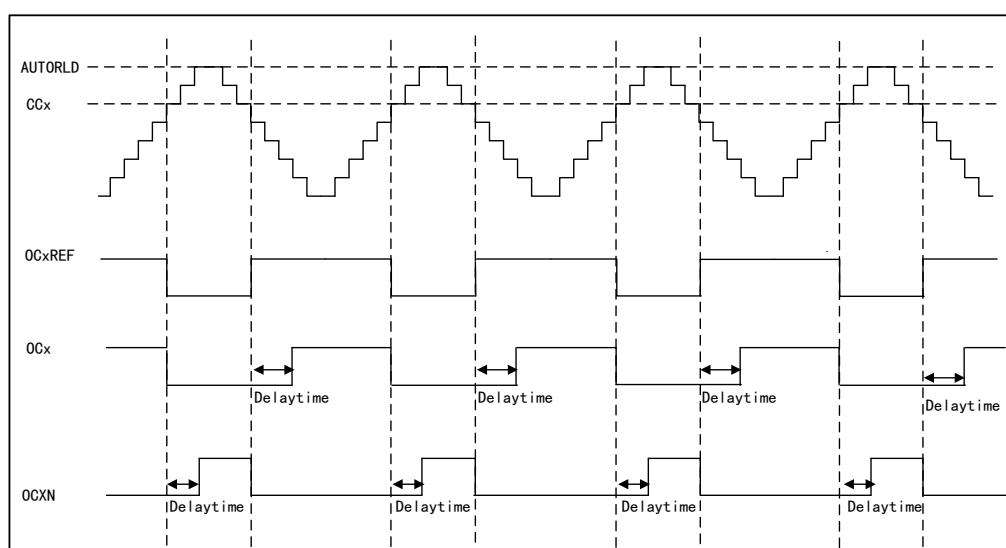 AUTORLD
CCx
OCxREF
OCx
Delaytime
Delaytime
Delaytime
Delaytime
OCXN
Delaytime
Delaytime
Delaytime
Delaytime